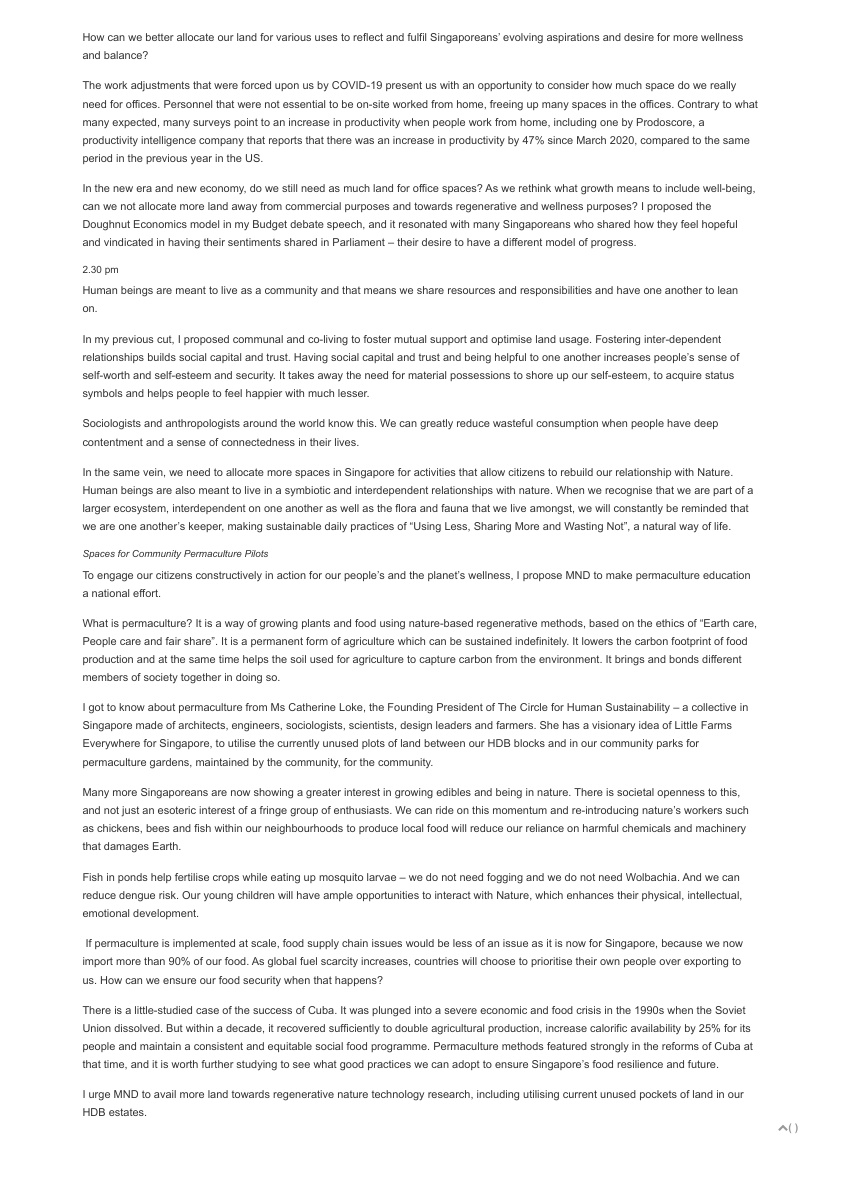 How can we better allocate our land for various uses to reflect and fulfil Singaporeans' evolving aspirations and desire for more wellness
and balance?
The work adjustments that were forced upon us by COVID-19 present us with an opportunity to consider how much space do we really
need for offices. Personnel that were not essential to be on-site worked from home, freeing up many spaces in the offices. Contrary to what
many expected, many surveys point to an increase in productivity when people work from home, including one by Prodoscore, a
productivity intelligence company that reports that there was an increase in productivity by 47% since March 2020, compared to the same
period in the previous year in the US.
In the new era and new economy, do we still need as much land for office spaces? As we rethink what growth means to include well-being,
can we not allocate more land away from commercial purposes and towards regenerative and wellness purposes? I proposed the
Doughnut Economics model in my Budget debate speech, and it resonated with many Singaporeans who shared how they feel hopeful
and vindicated in having their sentiments shared in Parliament – their desire to have a different model of progress.
2.30 pm
Human beings are meant to live as a community and that means we share resources and responsibilities and have one another to lean
on.
In my previous cut, I proposed communal and co-living to foster mutual support and optimise land usage. Fostering inter-dependent
relationships builds social capital and trust. Having social capital and trust and being helpful to one another increases people's sense of
self-worth and self-esteem and security. It takes away the need for material possessions to shore up our self-esteem, to acquire status
symbols and helps people to feel happier with much lesser.
Sociologists and anthropologists around the world know this. We can greatly reduce wasteful consumption when people have deep
contentment and a sense of connectedness in their lives.
In the same vein, we need to allocate more spaces in Singapore for activities that allow citizens to rebuild our relationship with Nature.
Human beings are also meant to live in a symbiotic and interdependent relationships with nature. When we recognise that we are part of a
larger ecosystem, interdependent on one another as well as the flora and fauna that we live amongst, we will constantly be reminded that
we are one another's keeper, making sustainable daily practices of "Using Less, Sharing More and Wasting Not", a natural way of life.
Spaces for Community Permaculture Pilots
To engage our citizens constructively in action for our people's and the planet's wellness, I propose MND to make permaculture education
a national effort.
What is permaculture? It is a way of growing plants and food using nature-based regenerative methods, based on the ethics of "Earth care,
People care and fair share". It is a permanent form of agriculture which can be sustained indefinitely. It lowers the carbon footprint of food
production and at the same time helps the soil used for agriculture to capture carbon from the environment. It brings and bonds different
members of society together in doing so.
I got to know about permaculture from Ms Catherine Loke, the Founding President of The Circle for Human Sustainability – a collective in
Singapore made of architects, engineers, sociologists, scientists, design leaders and farmers. She has a visionary idea of Little Farms
Everywhere for Singapore, to utilise the currently unused plots of land between our HDB blocks and in our community parks for
permaculture gardens, maintained by the community, for the community.
Many more Singaporeans are now showing a greater interest in growing edibles and being in nature. There is societal openness to this,
and not just an esoteric interest of a fringe group of enthusiasts. We can ride on this momentum and re-introducing nature's workers such
as chickens, bees and fish within our neighbourhoods to produce local food will reduce our reliance on harmful chemicals and machinery
that damages Earth.
Fish in ponds help fertilise crops while eating up mosquito larvae – we do not need fogging and we do not need Wolbachia. And we can
reduce dengue risk. Our young children will have ample opportunities to interact with Nature, which enhances their physical, intellectual,
emotional development.
If permaculture is implemented at scale, food supply chain issues would be less of an issue as it is now for Singapore, because we now
import more than 90% of our food. As global fuel scarcity increases, countries will choose to prioritise their own people over exporting to
us. How can we ensure our food security when that happens?
There is a little-studied case of the success of Cuba. It was plunged into a severe economic and food crisis in the 1990s when the Soviet
Union dissolved. But within a decade, it recovered sufficiently to double agricultural production, increase calorific availability by 25% for its
people and maintain a consistent and equitable social food programme. Permaculture methods featured strongly in the reforms of Cuba at
that time, and it is worth further studying to see what good practices we can adopt to ensure Singapore's food resilience and future.
I urge MND to avail more land towards regenerative nature technology research, including utilising current unused pockets of land in our
HDB estates.
( )